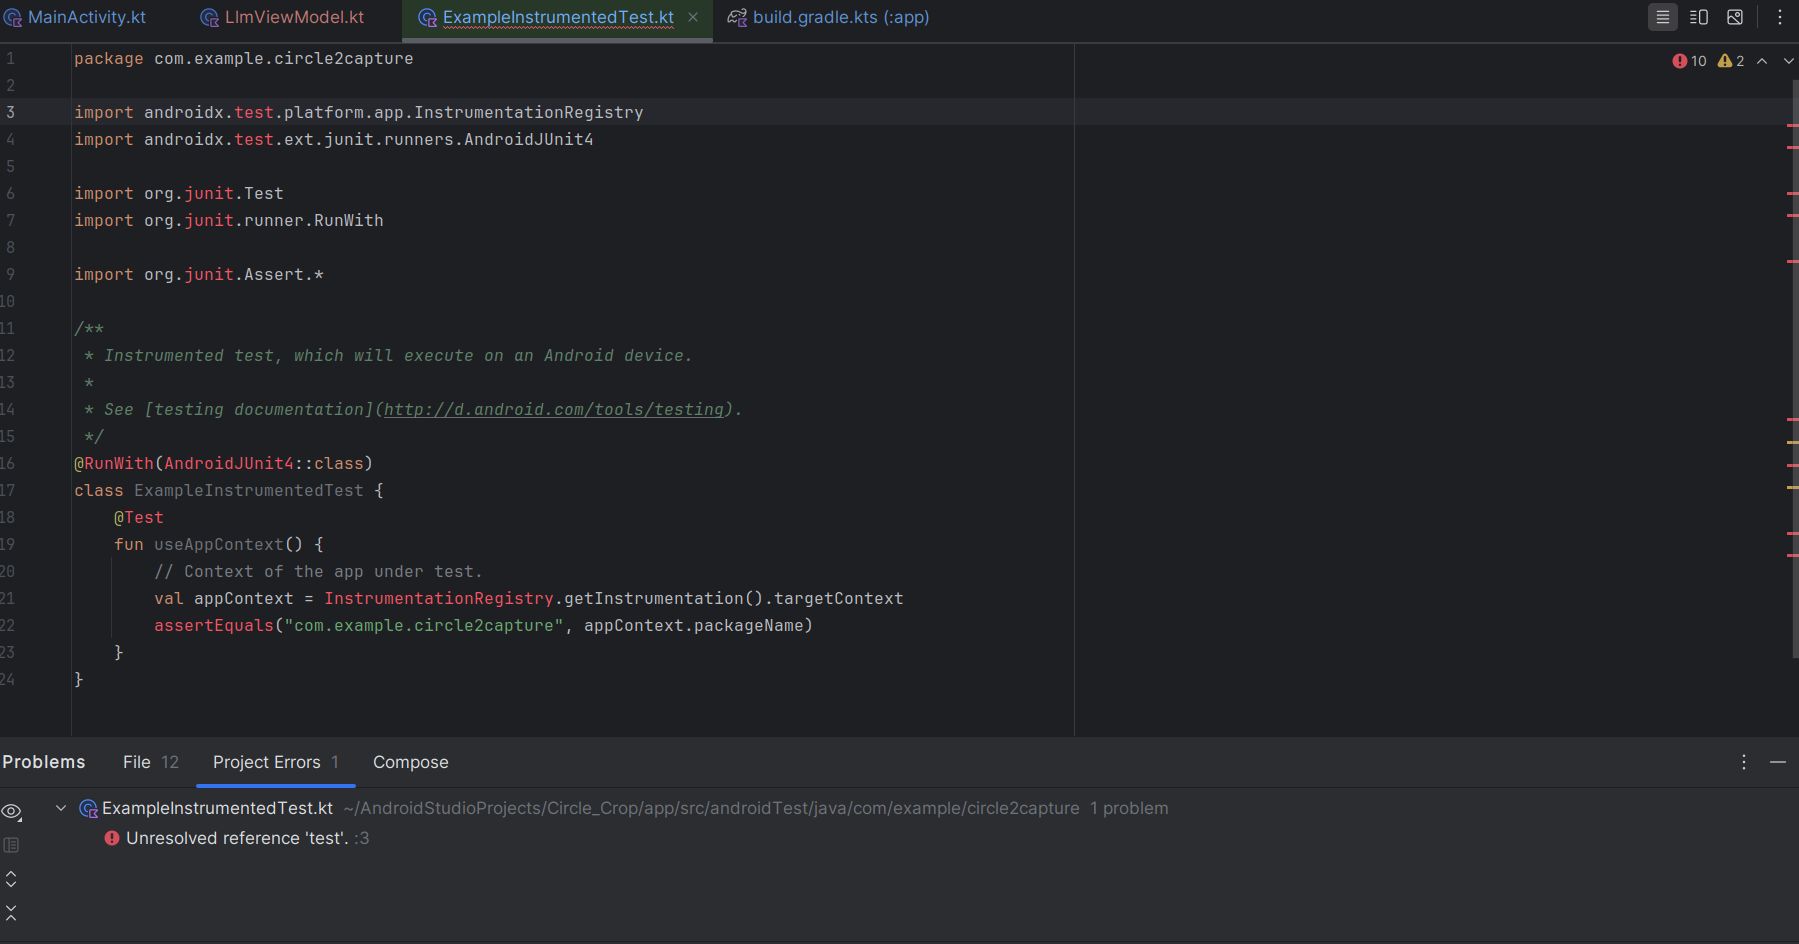 MainActivity.kt LlmViewModel.kt ExampleInstrumentedTest.kt build.gradle.kts (:app)
10 2
1 package com.example.circle2capture
2
3 import androidx.test.platform.app.InstrumentationRegistry
4 import androidx.test.ext.junit.runners.AndroidJUnit4
5
6 import org.junit.Test
7 import org.junit.runner.RunWith
8
9 import org.junit.Assert.*
10
11 /**
12 * Instrumented test, which will execute on an Android device.
13 *
14 * See [testing documentation](http://d.android.com/tools/testing).
15 */
16 @RunWith(AndroidJUnit4::class)
17 class ExampleInstrumentedTest {
18 @Test
19 fun useAppContext() {
20 // Context of the app under test.
21 val appContext = InstrumentationRegistry.getInstrumentation().targetContext
22 assertEquals("com.example.circle2capture", appContext.packageName)
23 }
24 }
Problems File 12 Project Errors 1 Compose
ExampleInstrumentedTest.kt ~/AndroidStudioProjects/Circle_Crop/app/src/androidTest/java/com/example/circle2capture 1 problem
Unresolved reference 'test'. :3